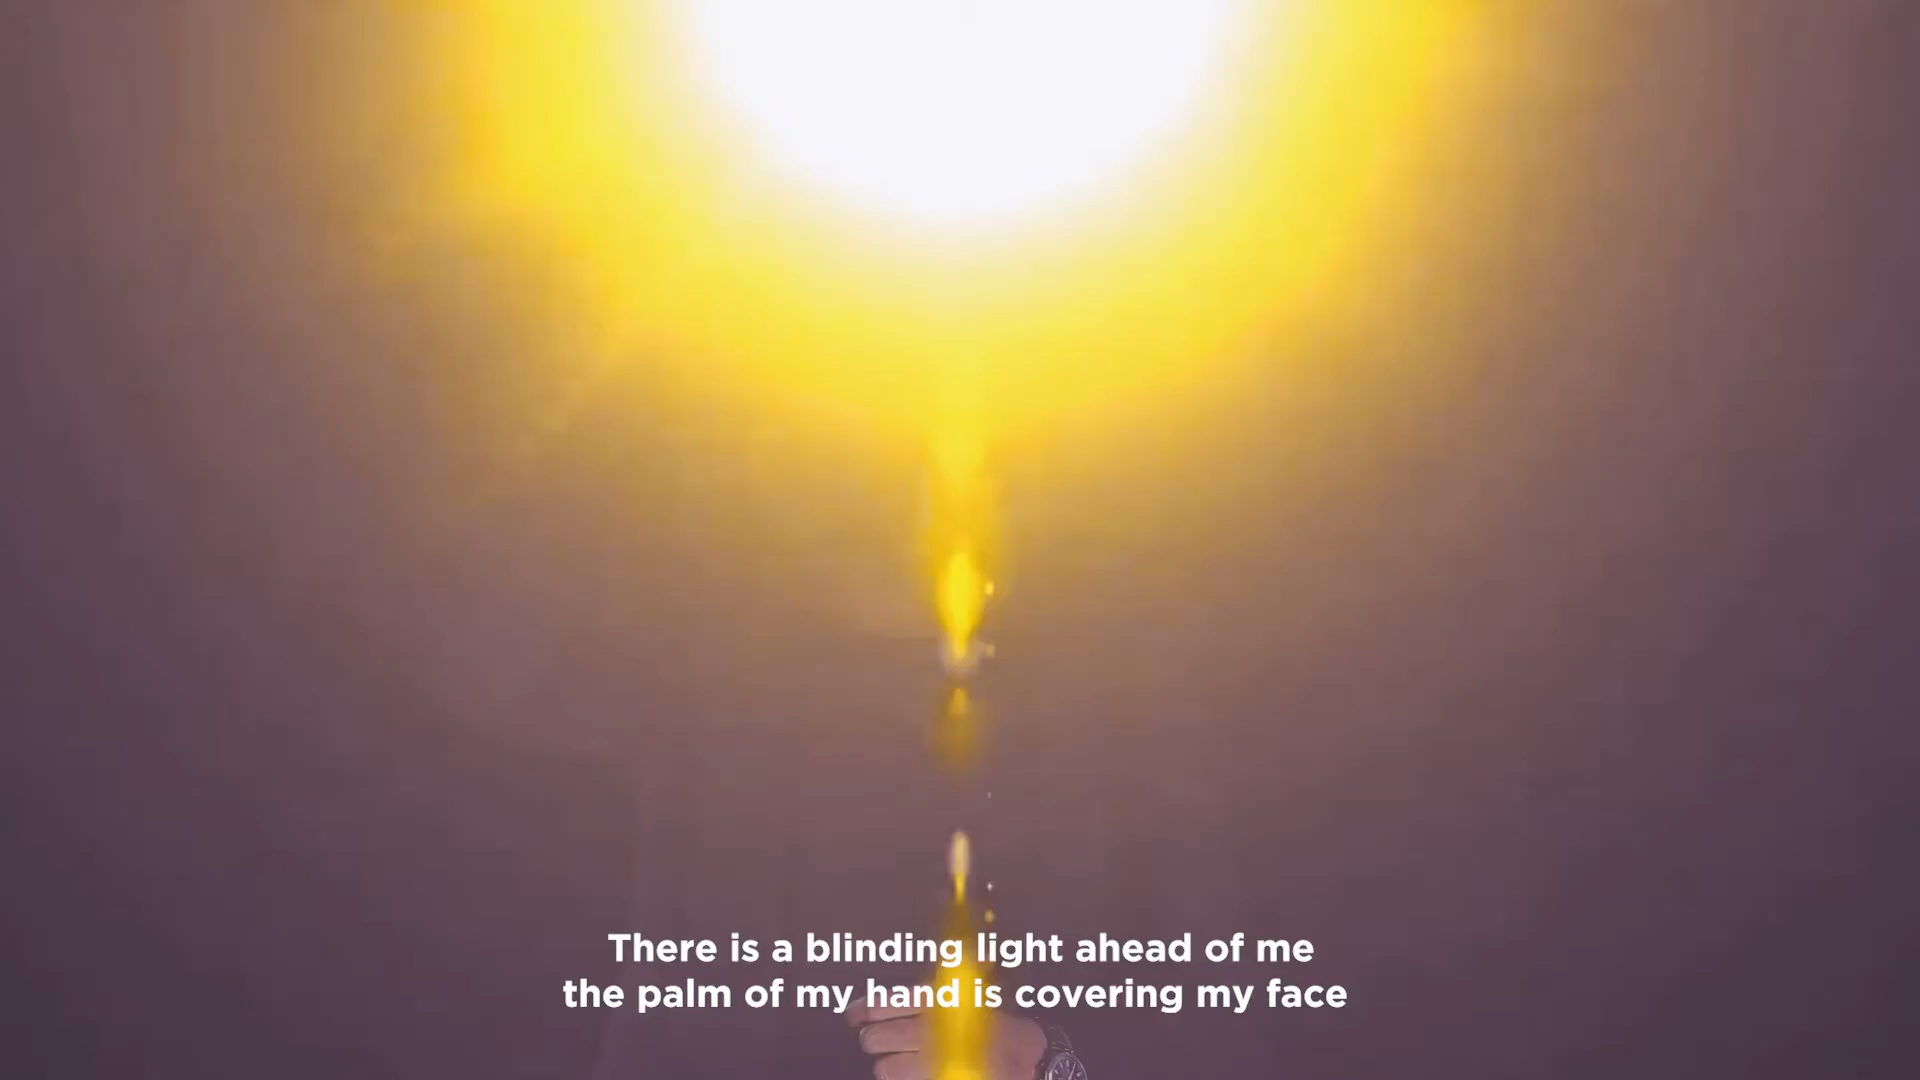 There is a blinding light ahead of me
the palm of my hand is covering my face